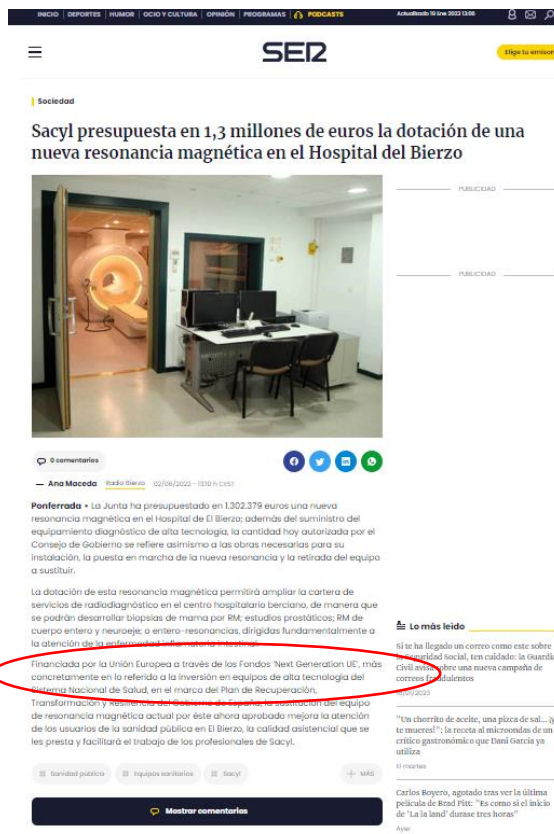 INICIO | DEPORTES | HUMOR | OCIO Y CULTURA | OPINIÓN | PROGRAMAS | PODCASTS
Actualizado 19 Ene 2023 13:06
SER
Elige tu emisora
Sociedad
Sacyl presupuesta en 1,3 millones de euros la dotación de una
nueva resonancia magnética en el Hospital del Bierzo
PUBLICIDAD
PUBLICIDAD
0 comentarios
— Ana Maceda Radio Bierzo 02/06/2022 - 13:10 h CEST
Ponferrada • La Junta ha presupuestado en 1.302.379 euros una nueva
resonancia magnética en el Hospital de El Bierzo; además del suministro del
equipamiento diagnóstico de alta tecnología, la cantidad hoy autorizada por el
Consejo de Gobierno se refiere asimismo a las obras necesarias para su
instalación, la puesta en marcha de la nueva resonancia y la retirada del equipo
a sustituir.
La dotación de esta resonancia magnética permitirá ampliar la cartera de
servicios de radiodiagnóstico en el centro hospitalario berciano, de manera que
se podrán desarrollar biopsias de mama por RM; estudios prostáticos; RM de
cuerpo entero y neuroeje; o entero-resonancias, dirigidas fundamentalmente a
la atención de la enfermedad inflamatoria intestinal.
Financiada por la Unión Europea a través de los Fondos 'Next Generation UE', más
concretamente en lo referido a la inversión en equipos de alta tecnología del
Sistema Nacional de Salud, en el marco del Plan de Recuperación,
Transformación y Resiliencia del Gobierno de España, la sustitución del equipo
de resonancia magnética actual por éste ahora aprobado mejora la atención
de los usuarios de la sanidad pública en El Bierzo, la calidad asistencial que se
les presta y facilitará el trabajo de los profesionales de Sacyl.
Sanidad pública
Equipos sanitarios
Sacyl
+ MÁS
Mostrar comentarios
Lo más leído
Si te ha llegado un correo como este sobre
la Seguridad Social, ten cuidado: la Guardia
Civil avisa sobre una nueva campaña de
correos fraudulentos
2023
"Un chorrito de aceite, una pizca de sal... ¡y
te mueres!": la receta al microondas de un
crítico gastronómico que Dani García ya
utiliza
El martes
Carlos Boyero, agotado tras ver la última
película de Brad Pitt: "Es como si el inicio
de 'La la land' durase tres horas"
Ayer